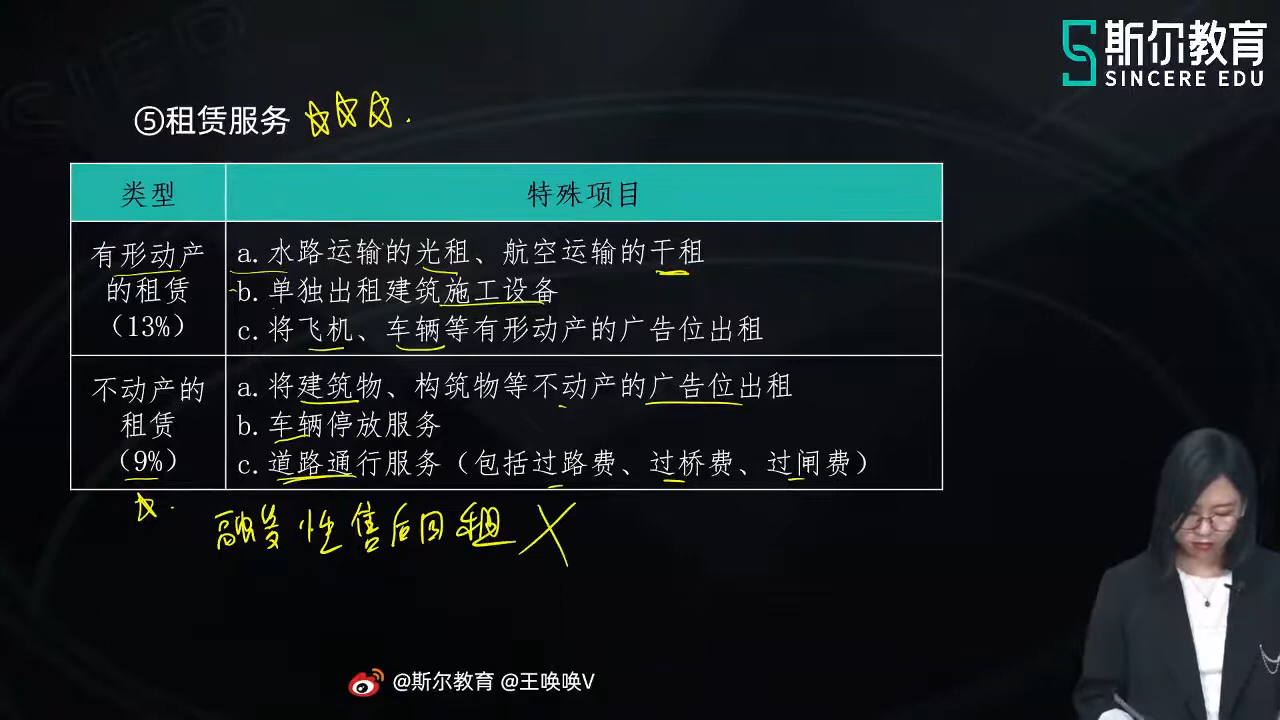 斯尔教育
SINCERE EDU
⑤租赁服务
类型
特殊项目
有形动产
的租赁
（13%）
a.水路运输的光租、航空运输的干租
b.单独出租建筑施工设备
c.将飞机、车辆等有形动产的广告位出租
不动产的
租赁
（9%）
a.将建筑物、构筑物等不动产的广告位出租
b.车辆停放服务
c.道路通行服务（包括过路费、过桥费、过闸费）
融资性售后回租 ×
@斯尔教育 @王唤唤V